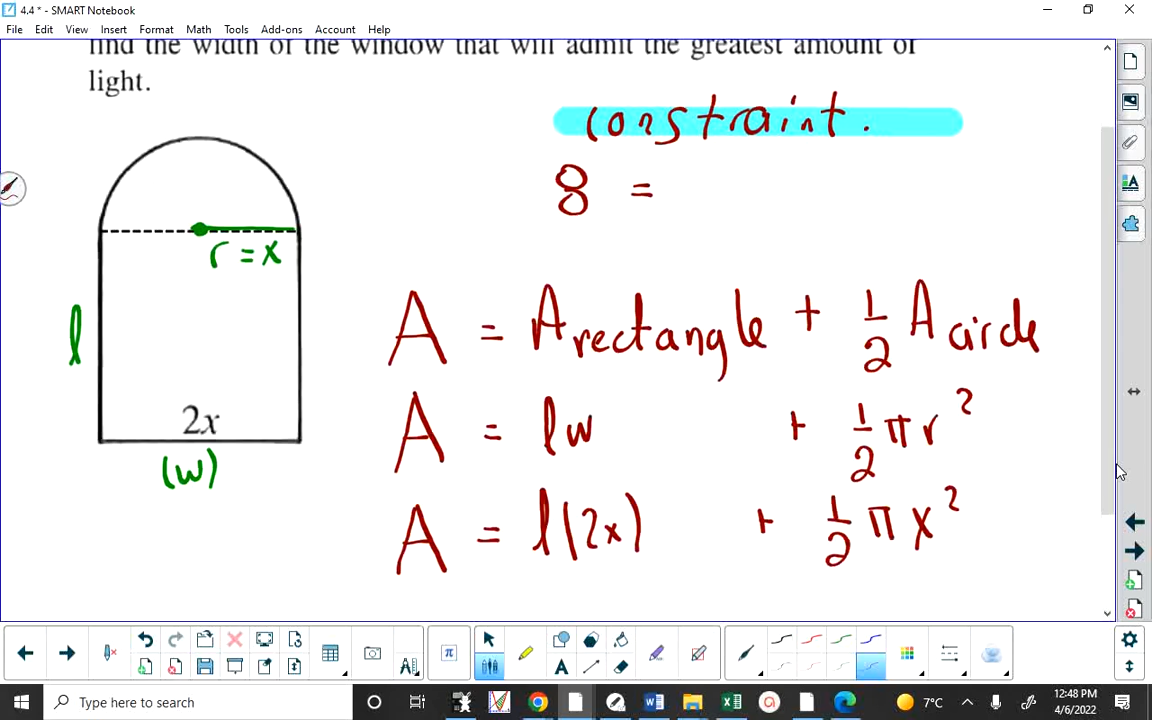 4.4 * - SMART Notebook
File Edit View Insert Format Math Tools Add-ons Account Help
find the width of the window that will admit the greatest amount of
light.
constraint.
8 =
r = x
l
A = A rectangle + 1/2 A circle
A = lw + 1/2 πr²
2x
(w)
A = l(2x) + 1/2 πx²
π
A
Type here to search
7°C
12:48 PM
4/6/2022